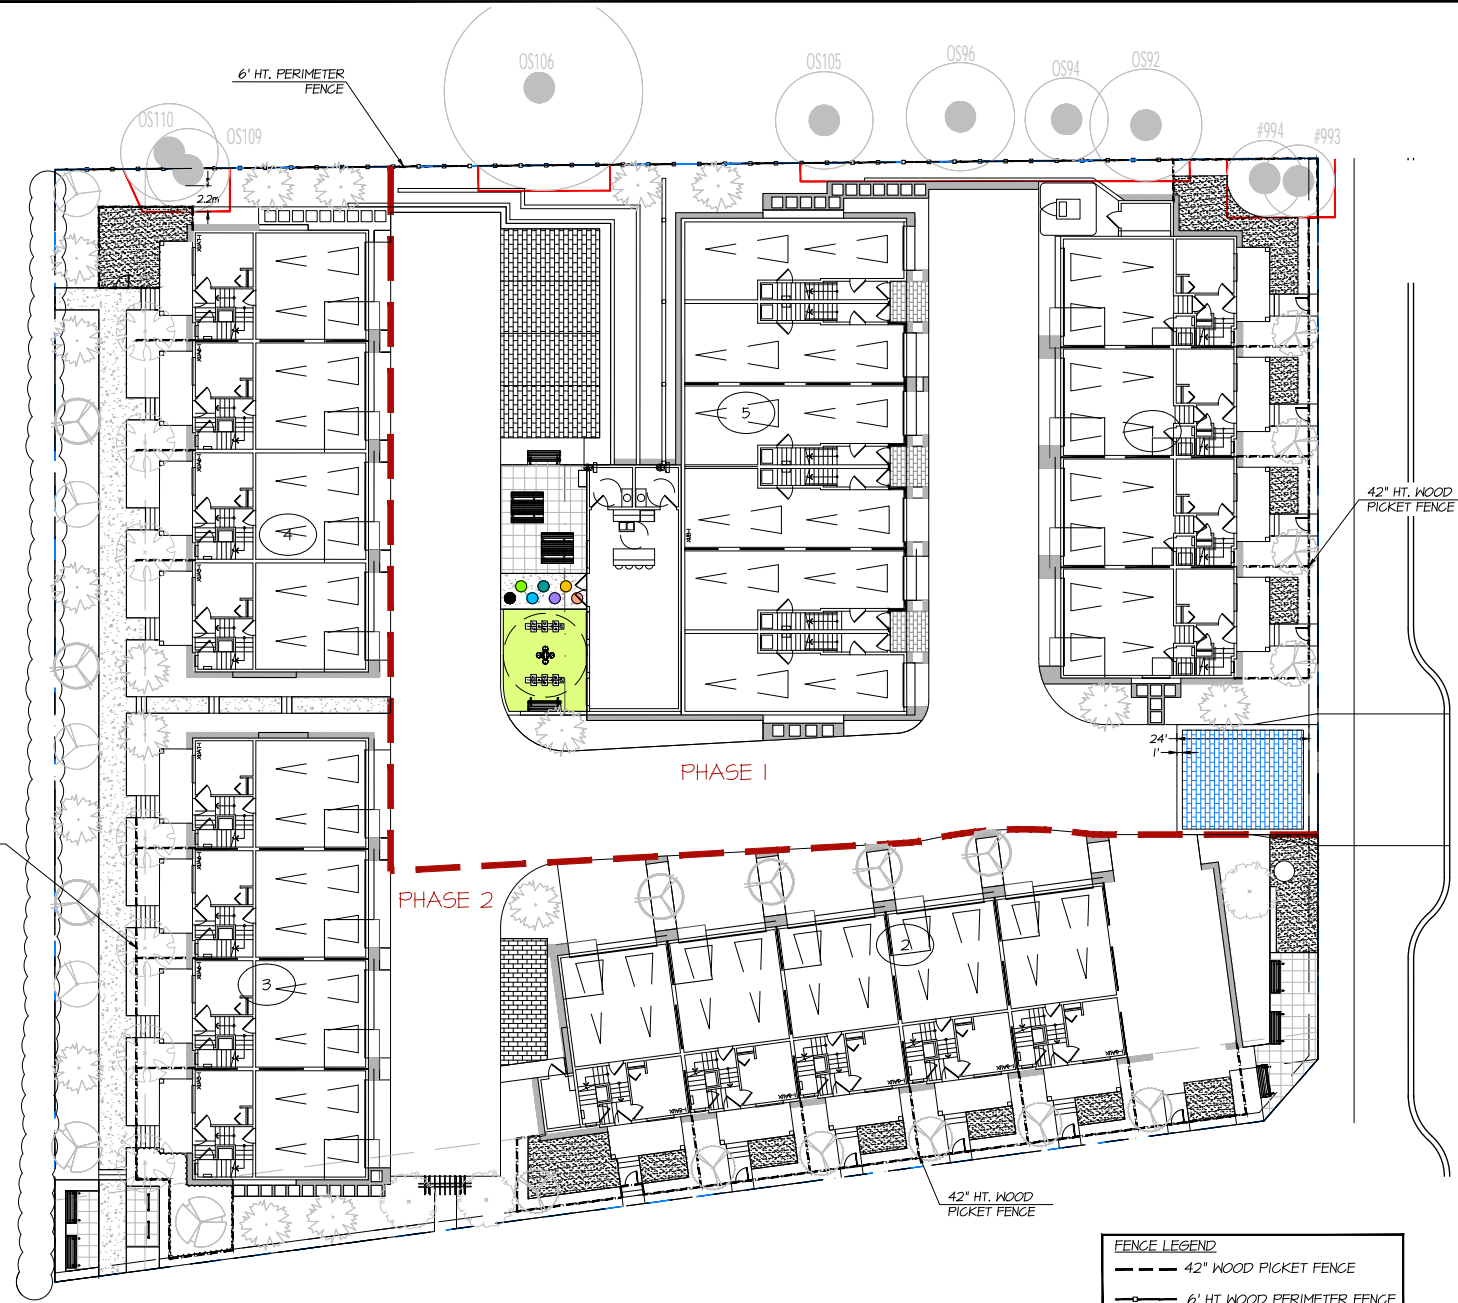 OS106
OS105
OS96
OS94
OS92
6' HT. PERIMETER
FENCE
OS110
OS109
#994
#993
2.2m
5
4
42" HT. WOOD
PICKET FENCE
24'
1'
PHASE 1
PHASE 2
2
3
42" HT. WOOD
PICKET FENCE
FENCE LEGEND
42" WOOD PICKET FENCE
6' HT WOOD PERIMETER FENCE